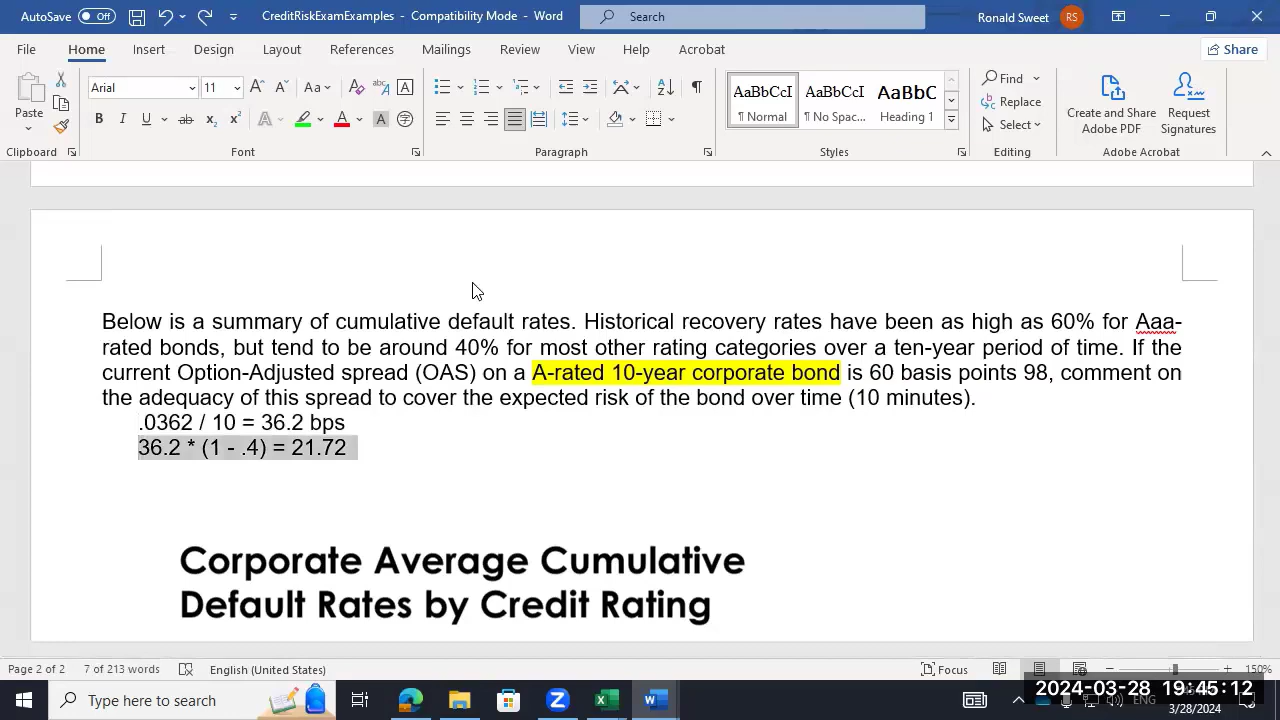 AutoSave Off CreditRiskExamExamples - Compatibility Mode - Word Search Ronald Sweet RS
File Home Insert Design Layout References Mailings Review View Help Acrobat Share
Paste Arial 11 Aa A Find Replace Select AaBbCcI AaBbCcI AaBbC
¶ Normal ¶ No Spac... Heading 1
Create and Share Adobe PDF Request Signatures
Clipboard Font Paragraph Styles Editing Adobe Acrobat
Below is a summary of cumulative default rates. Historical recovery rates have been as high as 60% for Aaa-
rated bonds, but tend to be around 40% for most other rating categories over a ten-year period of time. If the
current Option-Adjusted spread (OAS) on a A-rated 10-year corporate bond is 60 basis points 98, comment on
the adequacy of this spread to cover the expected risk of the bond over time (10 minutes).
.0362 / 10 = 36.2 bps
36.2 * (1 - .4) = 21.72
Corporate Average Cumulative
Default Rates by Credit Rating
Page 2 of 2 7 of 213 words English (United States) Focus 150%
Type here to search ENG 2024-03-28 19:45:12
3/28/2024